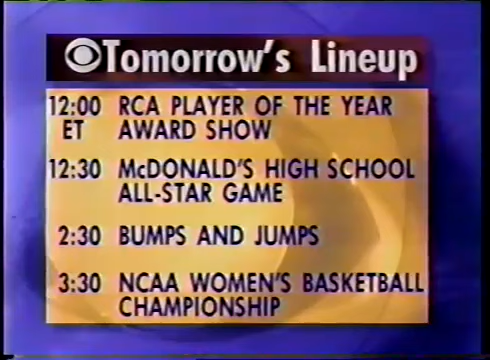 Tomorrow's Lineup
12:00 RCA PLAYER OF THE YEAR
ET AWARD SHOW
12:30 McDONALD'S HIGH SCHOOL
ALL-STAR GAME
2:30 BUMPS AND JUMPS
3:30 NCAA WOMEN'S BASKETBALL
CHAMPIONSHIP